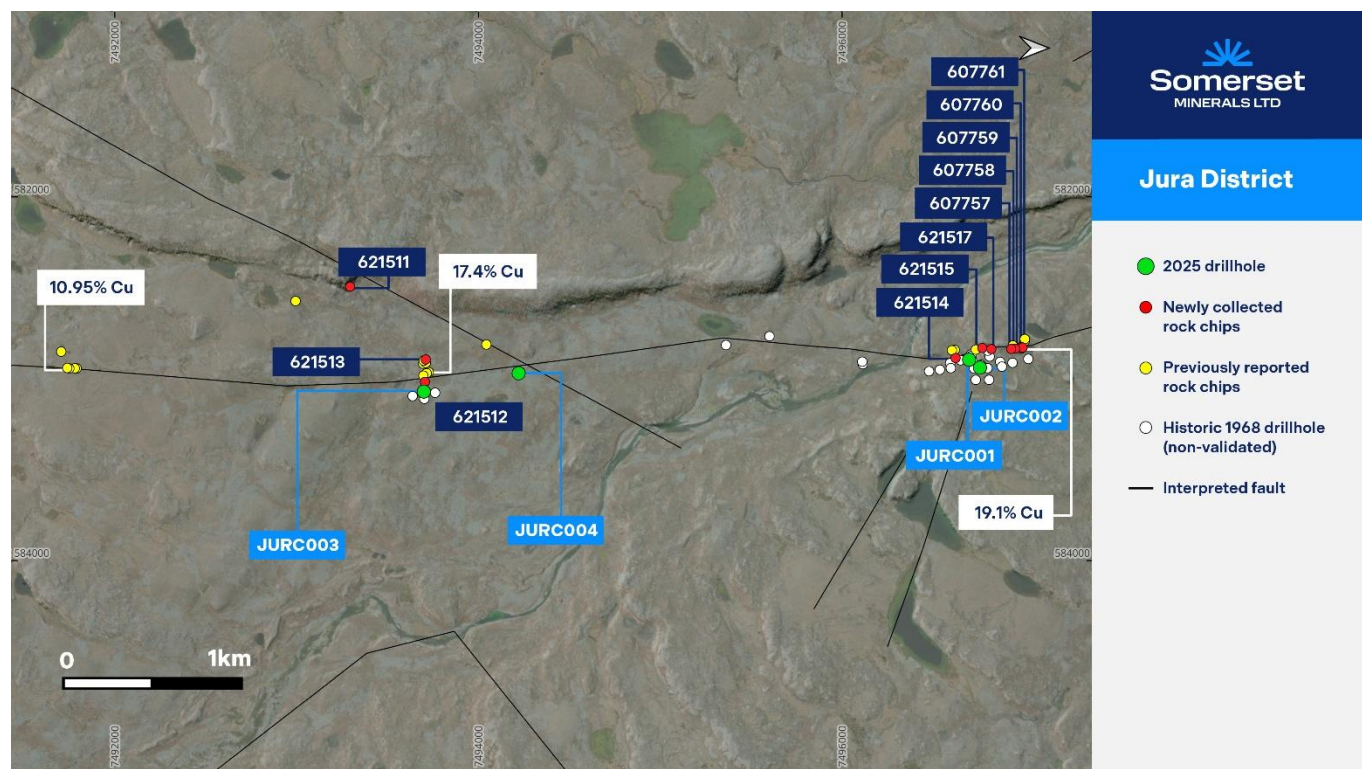 7492000
7494000
7496000
582000
582000
607761
607760
607759
607758
607757
621517
621515
621514
621511
17.4% Cu
10.95% Cu
621513
621512
JURC002
JURC001
19.1% Cu
JURC003
JURC004
584000
584000
0 1km
7492000
7494000
7496000
Somerset
MINERALS LTD
Jura District
2025 drillhole
Newly collected
rock chips
Previously reported
rock chips
Historic 1968 drillhole
(non-validated)
Interpreted fault